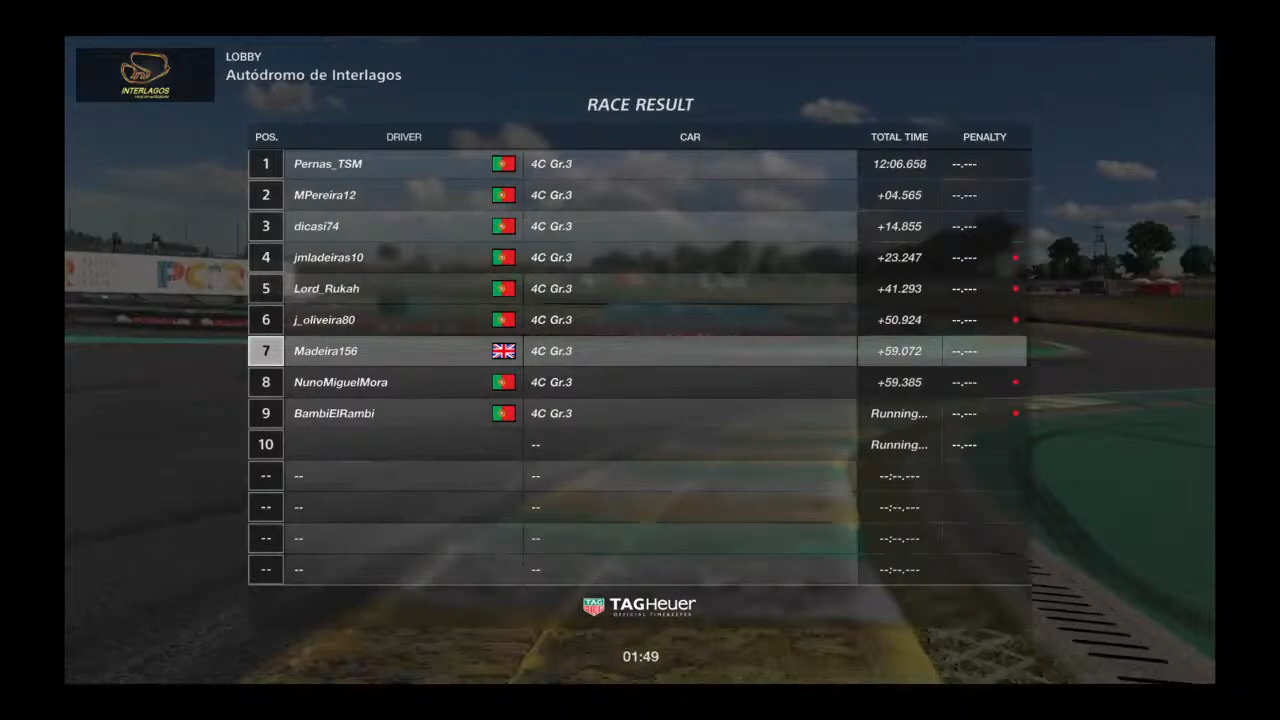 LOBBY
Autódromo de Interlagos
INTERLAGOS
RACE RESULT
POS. DRIVER CAR TOTAL TIME PENALTY
1 Pernas_TSM 4C Gr.3 12:06.658 --.---
2 MPereira12 4C Gr.3 +04.565 --.---
3 dicasi74 4C Gr.3 +14.855 --.---
4 jmladeiras10 4C Gr.3 +23.247 --.---
5 Lord_Rukah 4C Gr.3 +41.293 --.---
6 j_oliveira80 4C Gr.3 +50.924 --.---
7 Madeira156 4C Gr.3 +59.072 --.---
8 NunoMiguelMora 4C Gr.3 +59.385 --.---
9 BambiElRambi 4C Gr.3 Running... --.---
10 -- Running... --.---
-- -- -- --:--.---
-- -- -- --:--.---
-- -- -- --:--.---
-- -- -- --:--.---
TAG HEUER TAGHeuer
OFFICIAL TIMEKEEPER
01:49